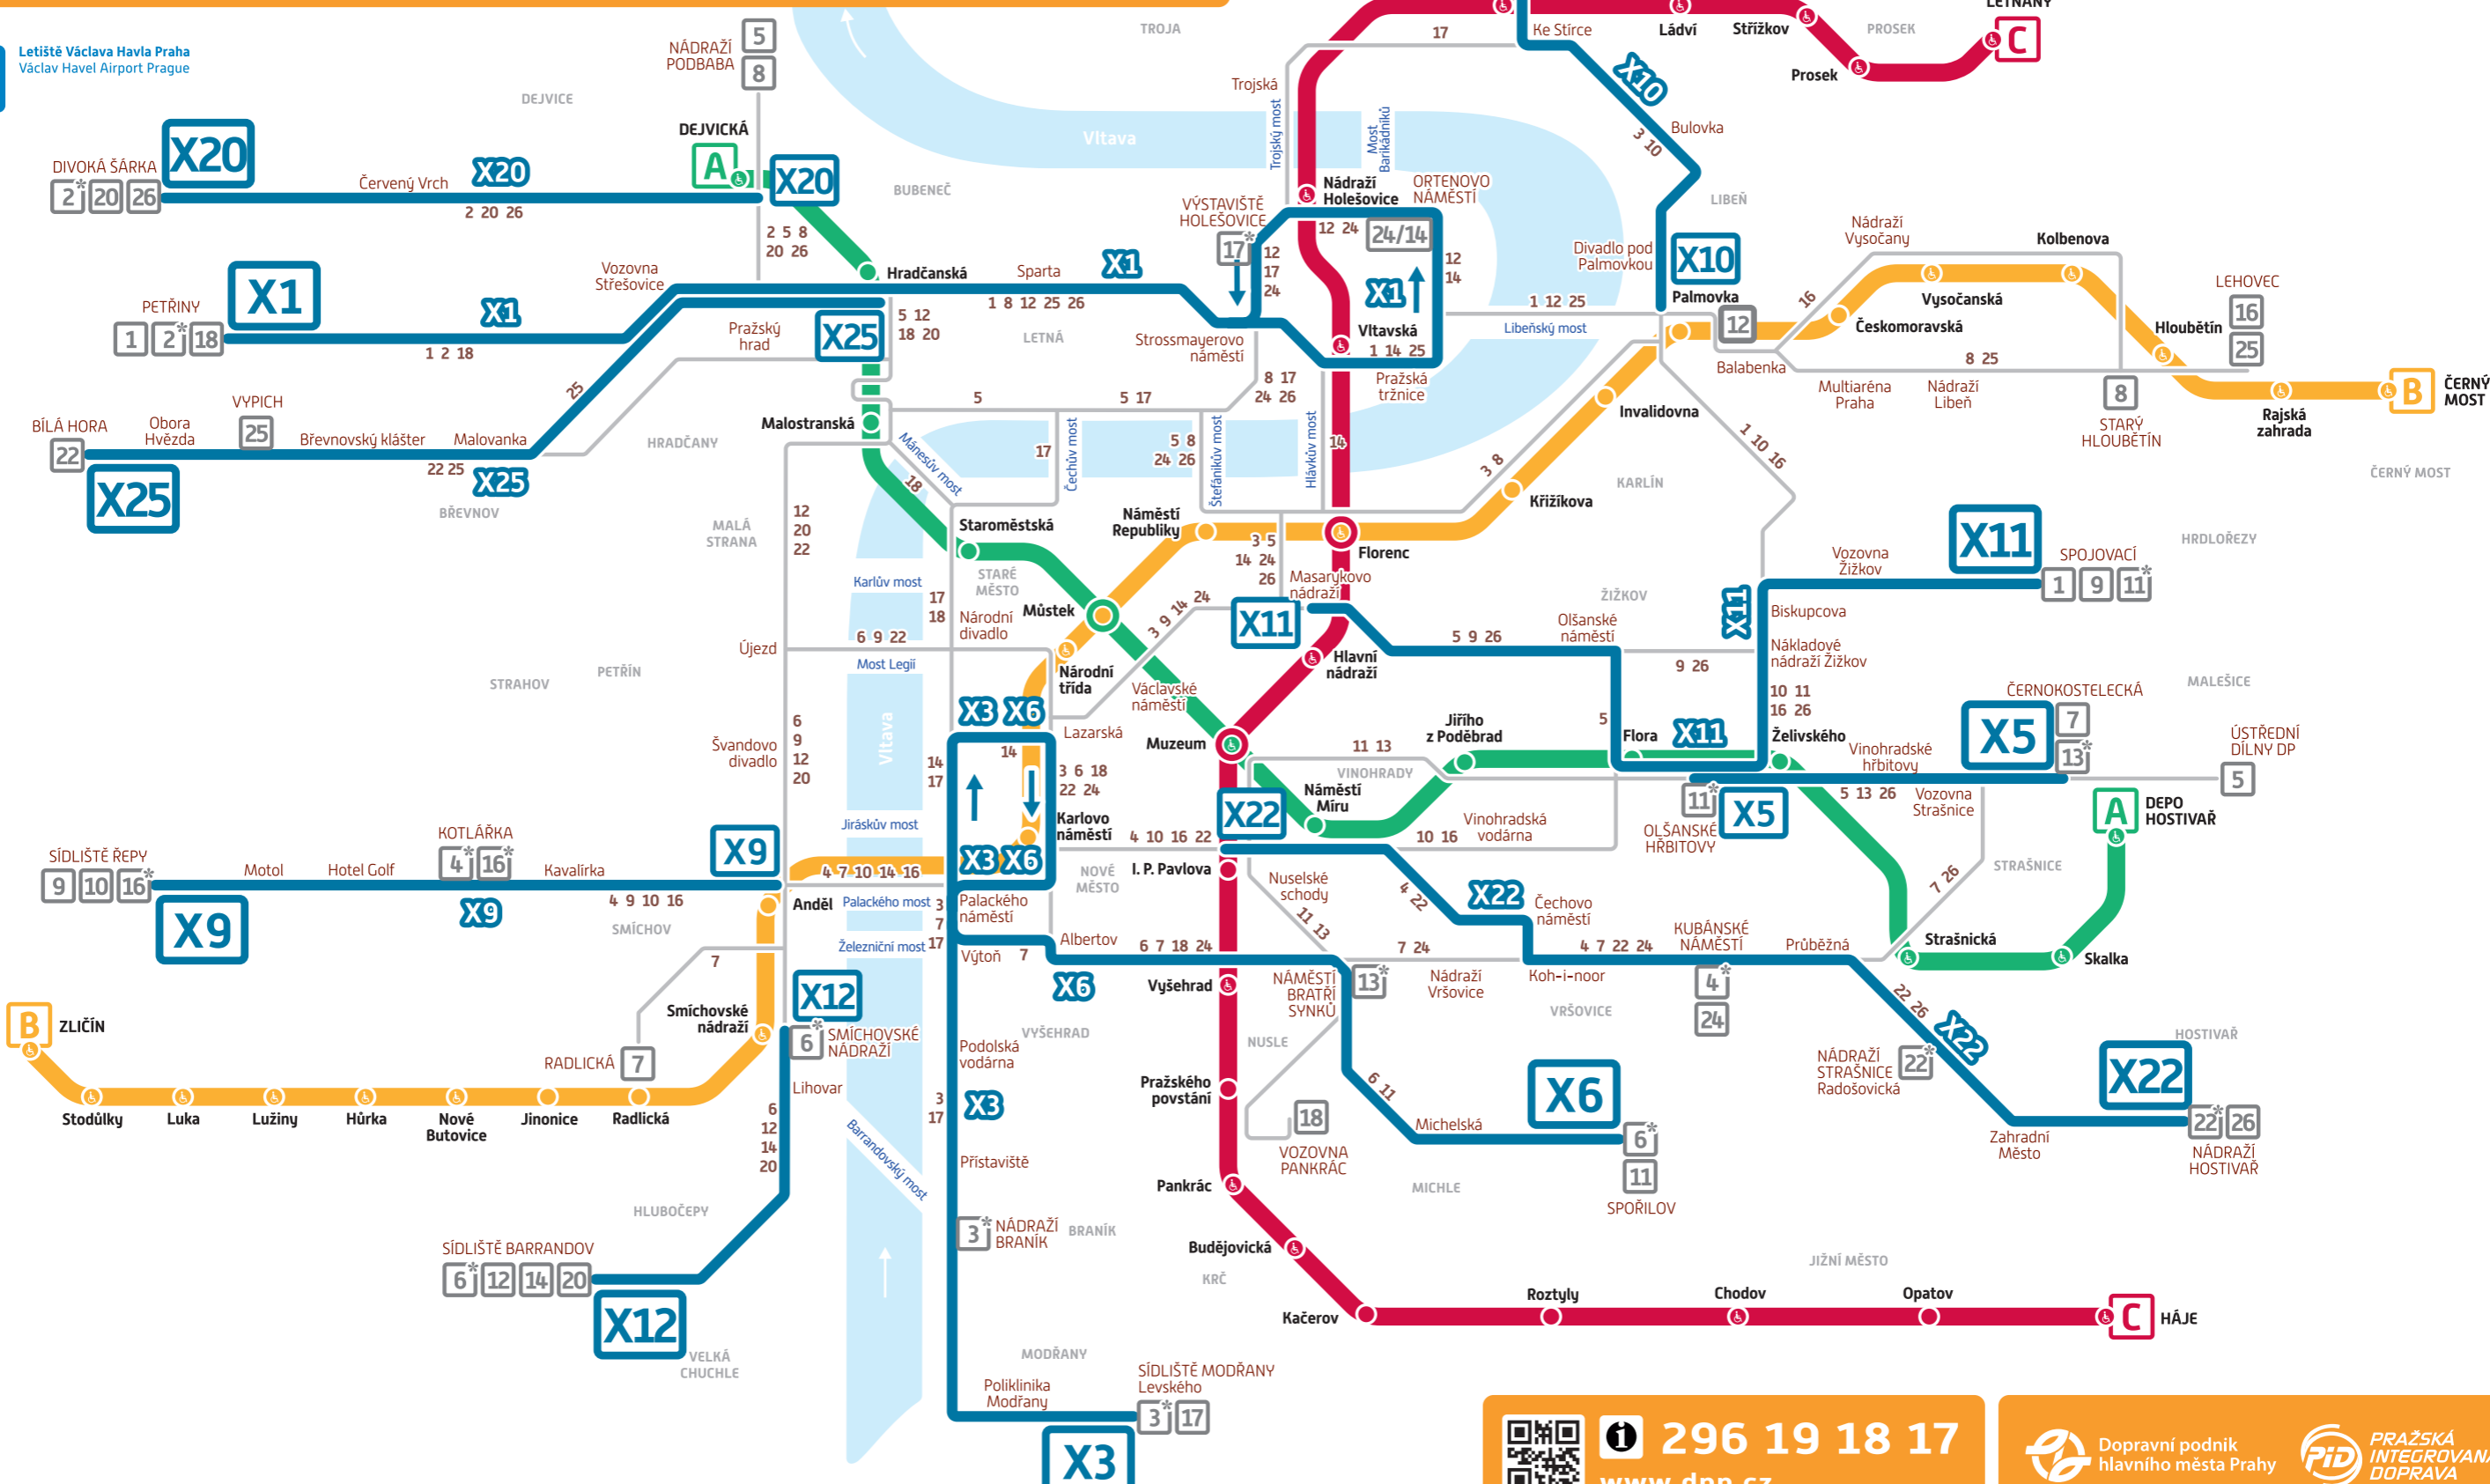 Letiště Václava Havla Praha
Václav Havel Airport Prague
NÁDRAŽÍ
PODBABA
5
8
TROJA
17
Ke Stírce
Ládví
Střížkov
PROSEK
LETŇANY
C
Prosek
DEJVICE
Trojská
X10
Trojský most
Most
Barikádníků
Vltava
3 10
Bulovka
DEJVICKÁ
A
X20
DIVOKÁ ŠÁRKA
2* 20 26
X20
Červený Vrch
X20
2 20 26
BUBENEČ
2 5 8
20 26
Nádraží
Holešovice
ORTENOVO
NÁMĚSTÍ
12 24
24/14
VÝSTAVIŠTĚ
HOLEŠOVICE
17*
12
17
24
12
14
LIBEŇ
Divadlo pod
Palmovkou
X10
Palmovka
Nádraží
Vysočany
Kolbenova
Vysočanská
Českomoravská
16
12
Hloubětín
LEHOVEC
16
25
PETŘINY
1 2* 18
X1
X1
1 2 18
Vozovna
Střešovice
Hradčanská
Sparta
X1
1 8 12 25 26
LETNÁ
Pražský
hrad
X25
5 12
18 20
Strossmayerovo
náměstí
X1
Vltavská
1 14 25
Pražská
tržnice
1 12 25
Libeňský most
Balabenka
8 25
Multiaréna
Praha
Nádraží
Libeň
8
STARÝ
HLOUBĚTÍN
Rajská
zahrada
B
ČERNÝ
MOST
ČERNÝ MOST
BÍLÁ HORA
22
Obora
Hvězda
VYPICH
25
Břevnovský klášter
Malovanka
25
22 25
X25
X25
BŘEVNOV
HRADČANY
Malostranská
Mánesův most
18
5
5 17
8 17
24 26
17
Čechův most
5 8
24 26
Štefánikův most
Hlávkův most
14
Invalidovna
3 8
Křižíkova
KARLÍN
1 10 16
MALÁ
STRANA
12
20
22
Staroměstská
Náměstí
Republiky
3 5
14 24
26
Florenc
Masarykovo
nádraží
Karlův most
STARÉ
MĚSTO
17
18
Národní
divadlo
Můstek
3 9 14 24
X11
ŽIŽKOV
X11
Vozovna
Žižkov
X11
SPOJOVACÍ
1 9 11*
HRDLOŘEZY
Biskupcova
Olšanské
náměstí
5 9 26
9 26
Nákladové
nádraží Žižkov
Újezd
6 9 22
Most Legií
PETŘÍN
STRAHOV
Národní
třída
Václavské
náměstí
Hlavní
nádraží
10 11
16 26
ČERNOKOSTELECKÁ
7
13*
MALEŠICE
X3 X6
Lazarská
14
Muzeum
11 13
VINOHRADY
Jiřího
z Poděbrad
5
Flora
X11
Želivského
Vinohradské
hřbitovy
X5
ÚSTŘEDNÍ
DÍLNY DP
5
Švandovo
divadlo
6
9
12
20
Vltava
14
17
3 6 18
22 24
Karlovo
náměstí
X22
Náměstí
Míru
Vinohradská
vodárna
10 16
4 10 16 22
11*
OLŠANSKÉ
HŘBITOVY
X5
5 13 26
Vozovna
Strašnice
A
DEPO
HOSTIVAŘ
Jiráskův most
X3 X6
SÍDLIŠTĚ ŘEPY
9 10 16*
Motol
Hotel Golf
KOTLÁŘKA
4* 16*
Kavalírka
X9
X9
X9
4 9 10 16
SMÍCHOV
4 7 10 14 16
Anděl
Palackého most
3
7
17
Palackého
náměstí
NOVÉ
MĚSTO
I. P. Pavlova
Nuselské
schody
11 13
4 22
X22
Čechovo
náměstí
STRAŠNICE
7 26
Železniční most
Výtoň
7
Albertov
6 7 18 24
X6
NÁMĚSTÍ
BRATŘÍ
SYNKŮ
13*
7 24
Nádraží
Vršovice
4 7 22 24
Koh-i-noor
KUBÁNSKÉ
NÁMĚSTÍ
4*
24
Průběžná
Strašnická
Skalka
VRŠOVICE
Vyšehrad
VYŠEHRAD
NUSLE
7
B
ZLIČÍN
Smíchovské
nádraží
X12
6*
SMÍCHOVSKÉ
NÁDRAŽÍ
RADLICKÁ
7
Lihovar
Stodůlky
Luka
Lužiny
Hůrka
Nové
Butovice
Jinonice
Radlická
6
12
14
20
Barrandovský most
Podolská
vodárna
3
17
X3
Přístaviště
Pražského
povstání
18
VOZOVNA
PANKRÁC
6 11
Michelská
X6
6*
11
SPOŘILOV
MICHLE
22 26
X22
NÁDRAŽÍ
STRAŠNICE
Radošovická
22*
HOSTIVAŘ
X22
22* 26
NÁDRAŽÍ
HOSTIVAŘ
Zahradní
Město
Pankrác
HLUBOČEPY
SÍDLIŠTĚ BARRANDOV
6* 12 14 20
X12
VELKÁ
CHUCHLE
3*
NÁDRAŽÍ
BRANÍK
BRANÍK
Budějovická
KRČ
Kačerov
Roztyly
Chodov
Opatov
JIŽNÍ MĚSTO
C
HÁJE
MODŘANY
Poliklinika
Modřany
SÍDLIŠTĚ MODŘANY
Levského
3* 17
X3
296 19 18 17
www.dpp.cz
Dopravní podnik
hlavního města Prahy
PID
PRAŽSKÁ
INTEGROVANÁ
DOPRAVA